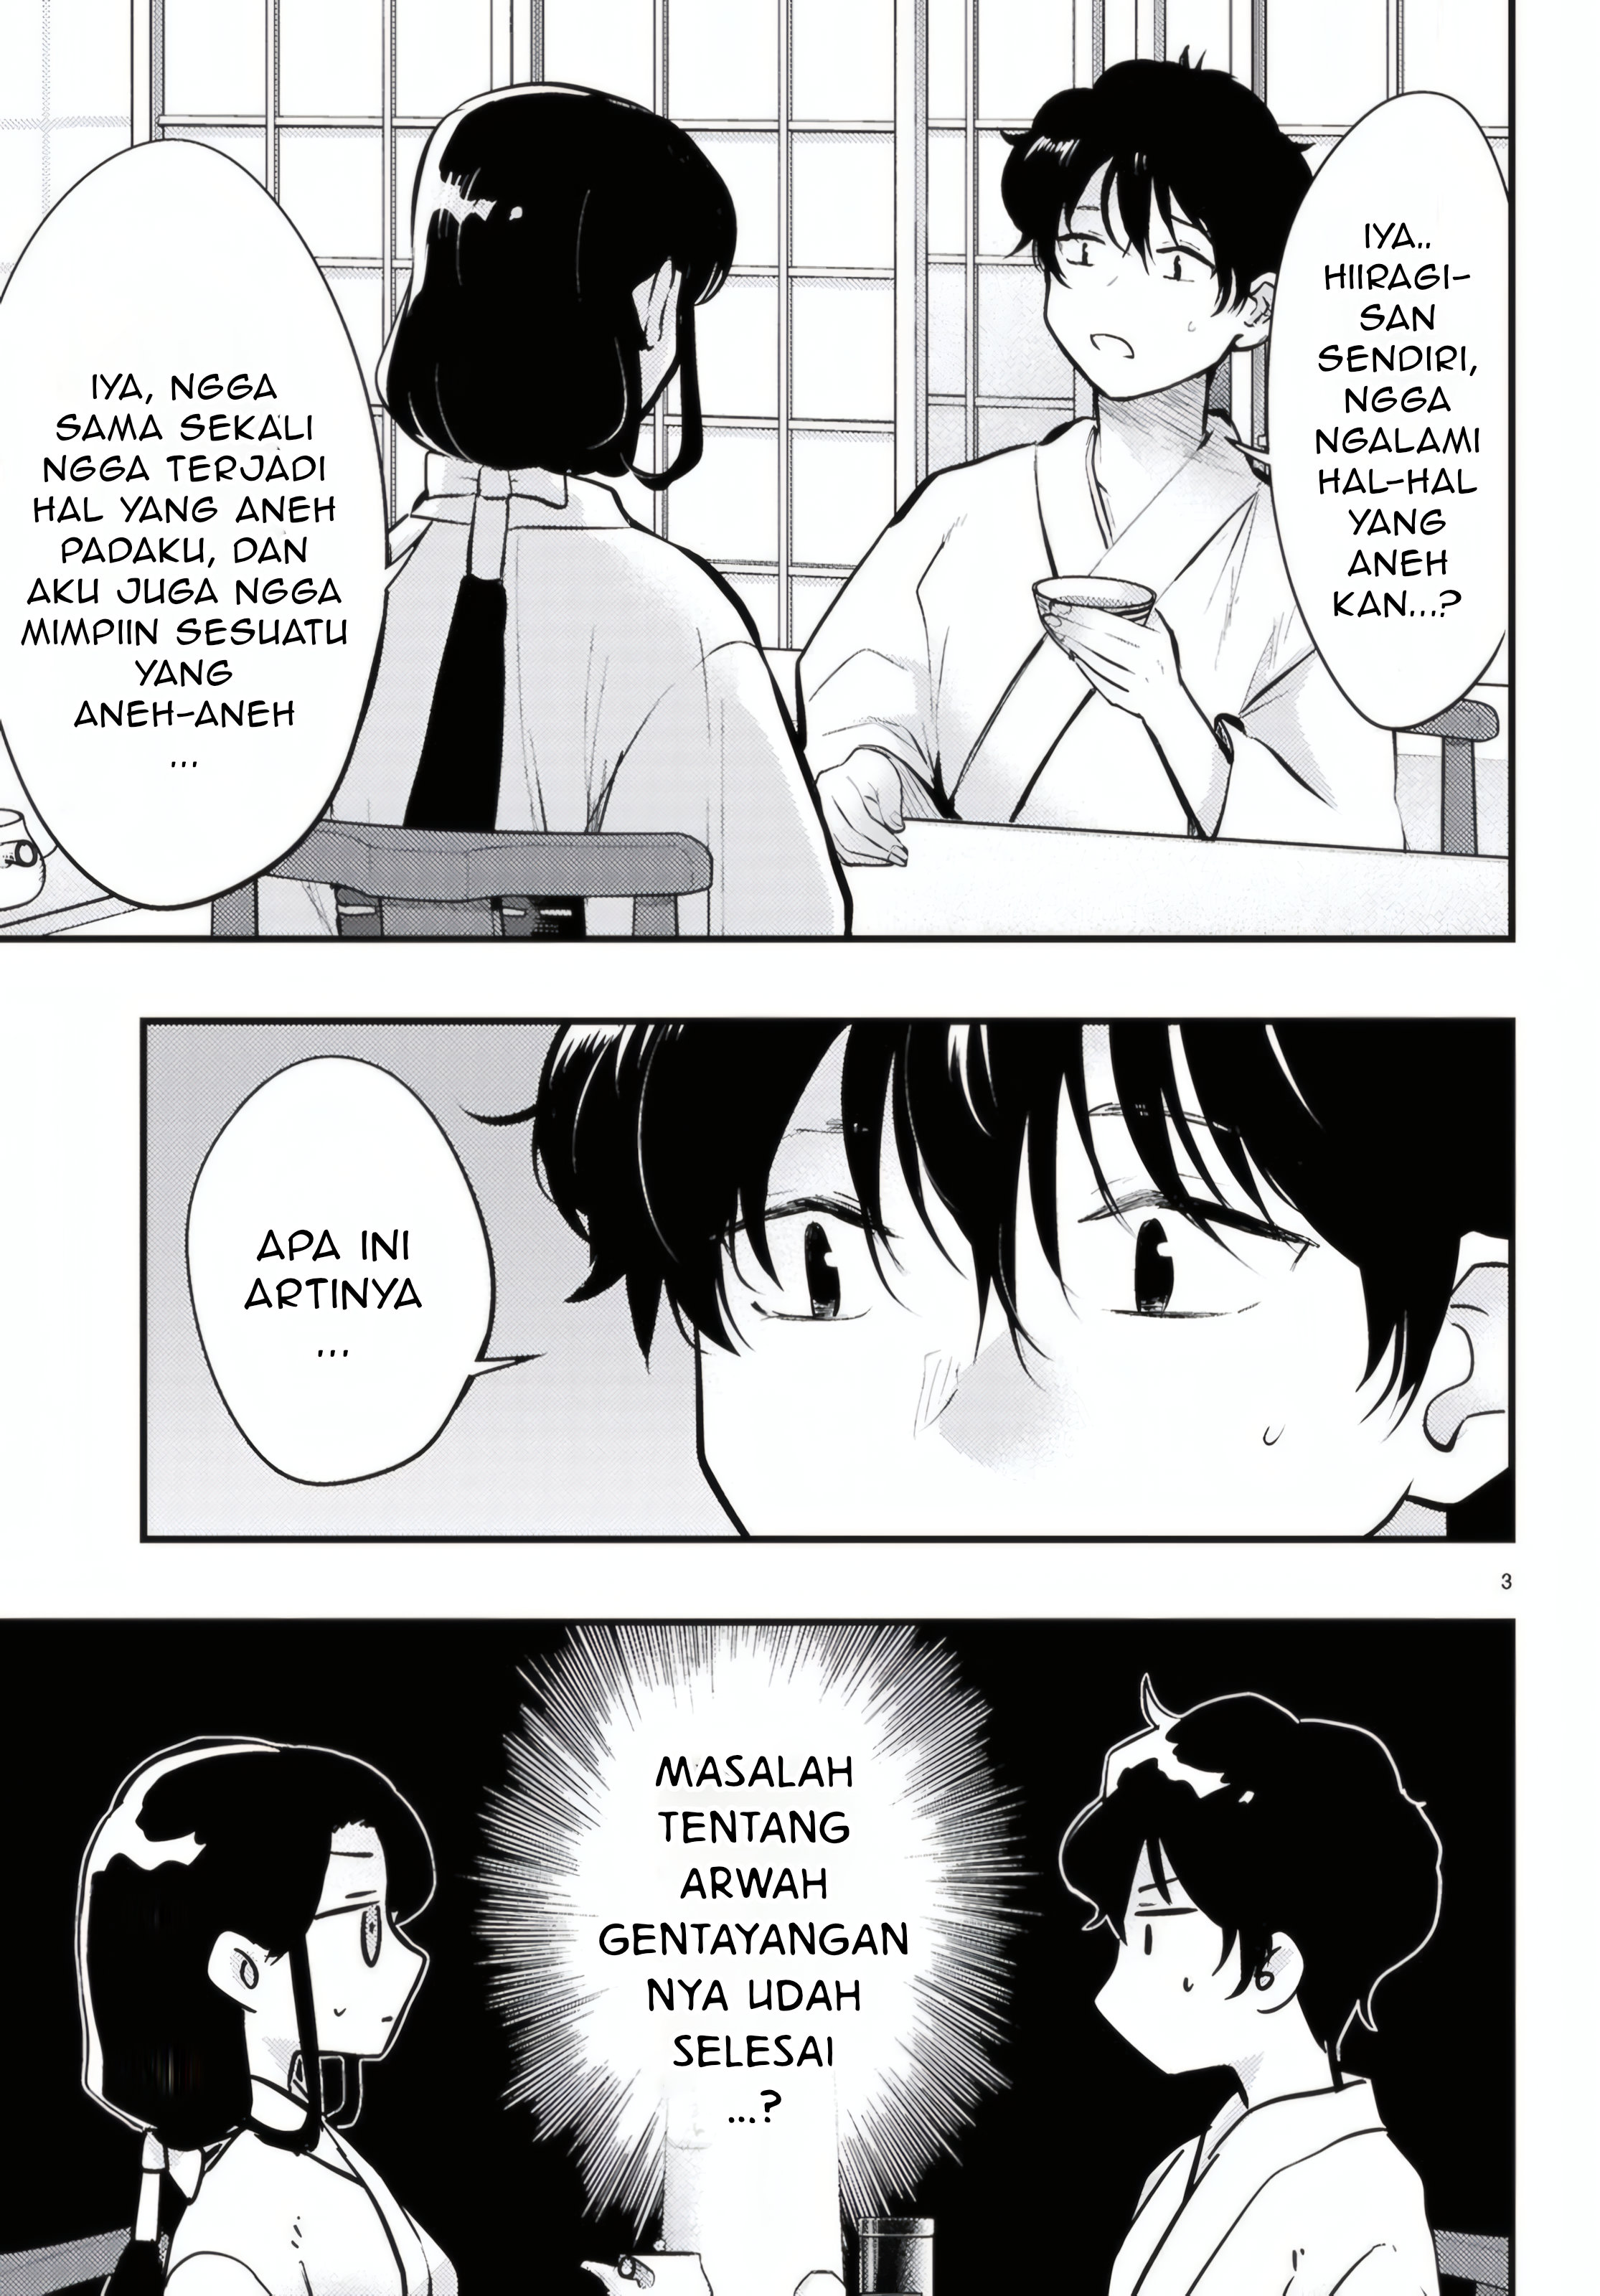 IYA..
HIIRAGI-
SAN
SENDIRI,
NGGA
NGALAMI
HAL-HAL
YANG
ANEH
KAN...?
IYA, NGGA
SAMA SEKALI
NGGA TERJADI
HAL YANG ANEH
PADAKU, DAN
AKU JUGA NGGA
MIMPIIN SESUATU
YANG
ANEH-ANEH
...
APA INI
ARTINYA
...
3
MASALAH
TENTANG
ARWAH
GENTAYANGAN
NYA UDAH
SELESAI
...?